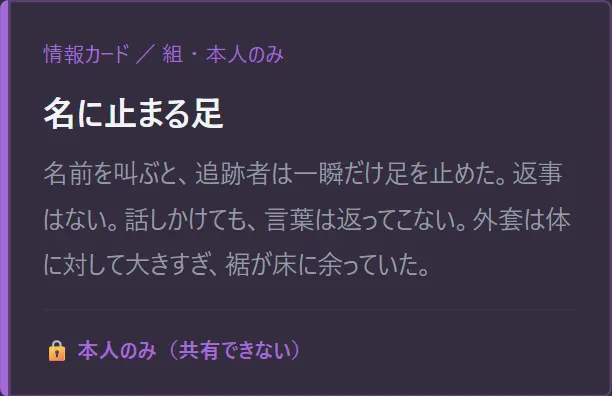 情報カード ／ 組 · 本人のみ
名に止まる足
名前を叫ぶと、追跡者は一瞬だけ足を止めた。返事
はない。話しかけても、言葉は返ってこない。外套は体
に対して大きすぎ、裾が床に余っていた。
🔒 本人のみ（共有できない）